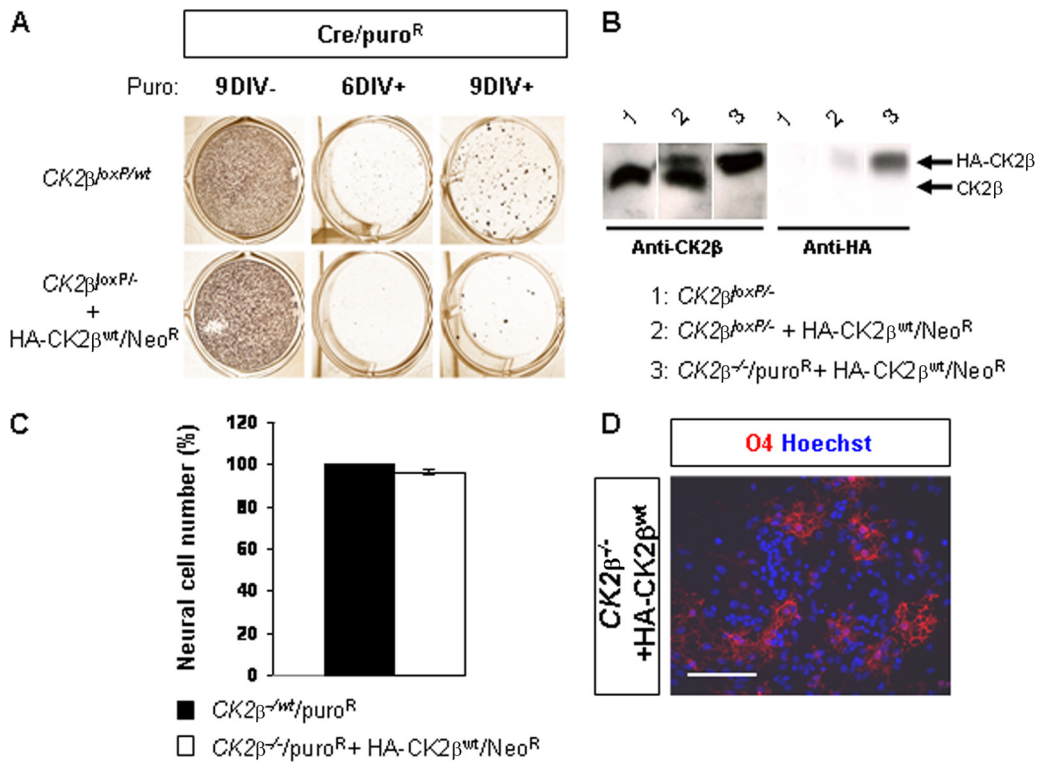 A
Cre/puroᴿ
Puro: 9DIV- 6DIV+ 9DIV+
CK2βˡᵒˣᴾ/ʷᵗ
CK2βˡᵒˣᴾ/⁻
+
HA-CK2βʷᵗ/Neoᴿ
B
1 2 3 1 2 3
HA-CK2β
CK2β
Anti-CK2β Anti-HA
1: CK2βˡᵒˣᴾ/⁻
2: CK2βˡᵒˣᴾ/⁻ + HA-CK2βʷᵗ/Neoᴿ
3: CK2β⁻/⁻/puroᴿ + HA-CK2βʷᵗ/Neoᴿ
C
Neural cell number (%)
120
100
80
60
40
20
0
CK2β⁻/ʷᵗ/puroᴿ
CK2β⁻/⁻/puroᴿ + HA-CK2βʷᵗ/Neoᴿ
D
O4 Hoechst
CK2β⁻/⁻
+HA-CK2βʷᵗ